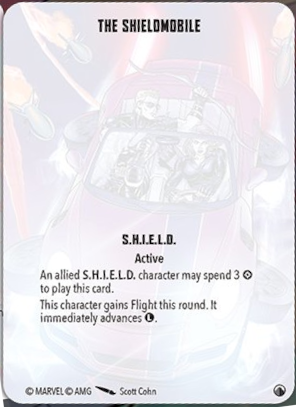 THE SHIELDMOBILE
S.H.I.E.L.D.
Active
An allied S.H.I.E.L.D. character may spend 3
to play this card.
This character gains Flight this round. It
immediately advances L.
© MARVEL © AMG Scott Cohn